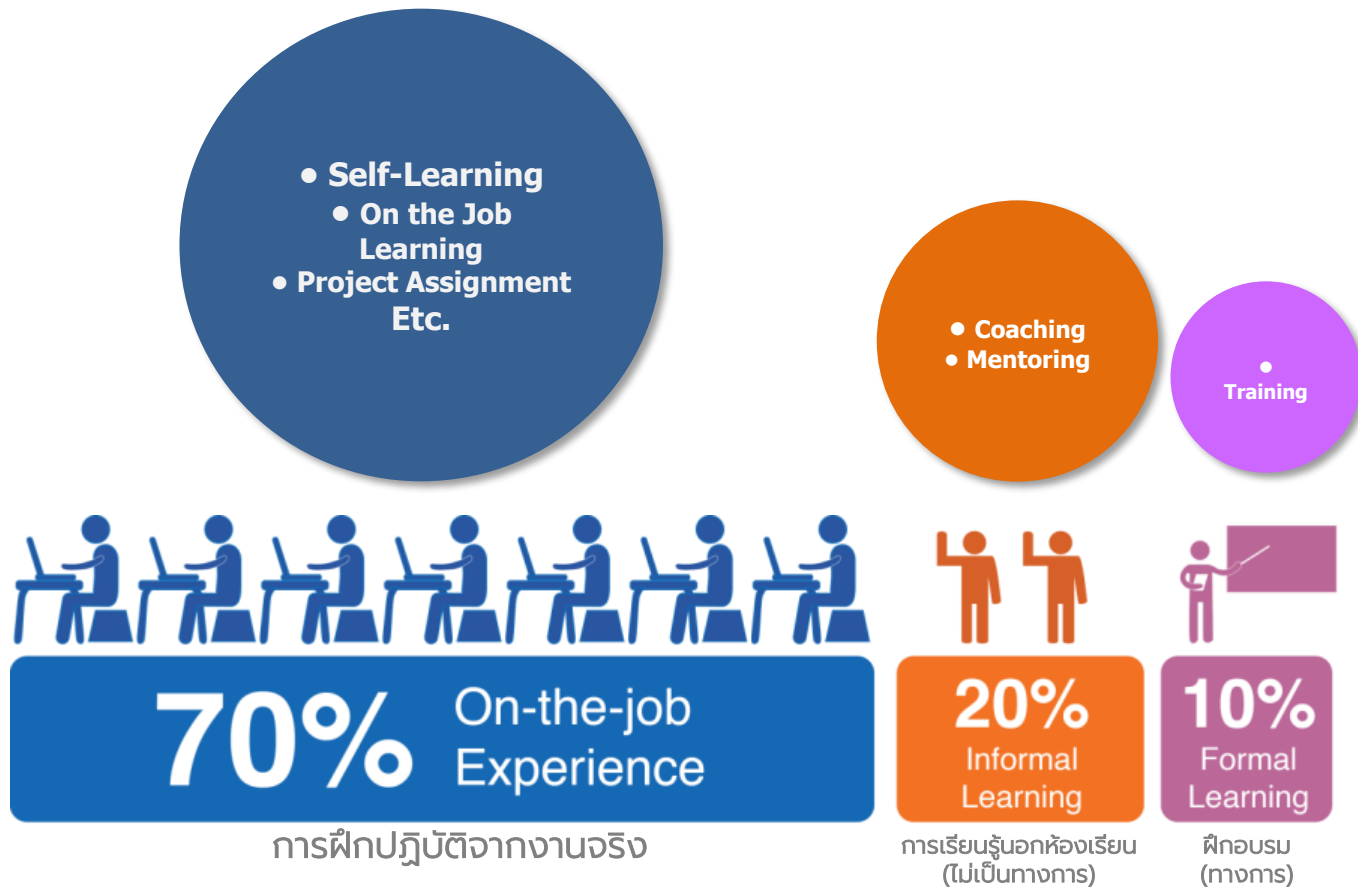 • Self-Learning
• On the Job
Learning
• Project Assignment
Etc.
• Coaching
• Mentoring
•
Training
70%
On-the-job
Experience
20%
Informal
Learning
10%
Formal
Learning
การฝึกปฏิบัติจากงานจริง
การเรียนรู้นอกห้องเรียน
(ไม่เป็นทางการ)
ฝึกอบรม
(ทางการ)